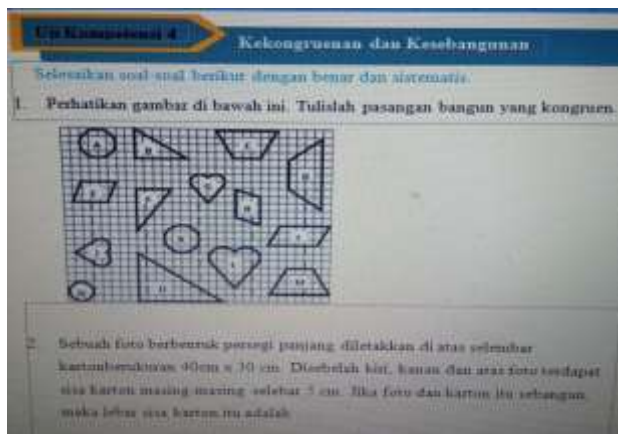 Uji Kompetensi 4
Kekongruenan dan Kesebangunan
Selesaikan soal-soal berikut dengan benar dan sistematis.
1. Perhatikan gambar di bawah ini. Tulislah pasangan bangun yang kongruen.
A
B
2 Sebuah foto berbentuk persegi panjang diletakkan di atas selembar
kartonberukuran 40cm x 30 cm. Disebelah kiri, kanan dan atas foto terdapat
sisa karton masing-masing selebar 5 cm. Jika foto dan karton itu sebangun,
maka lebar sisa karton itu adalah